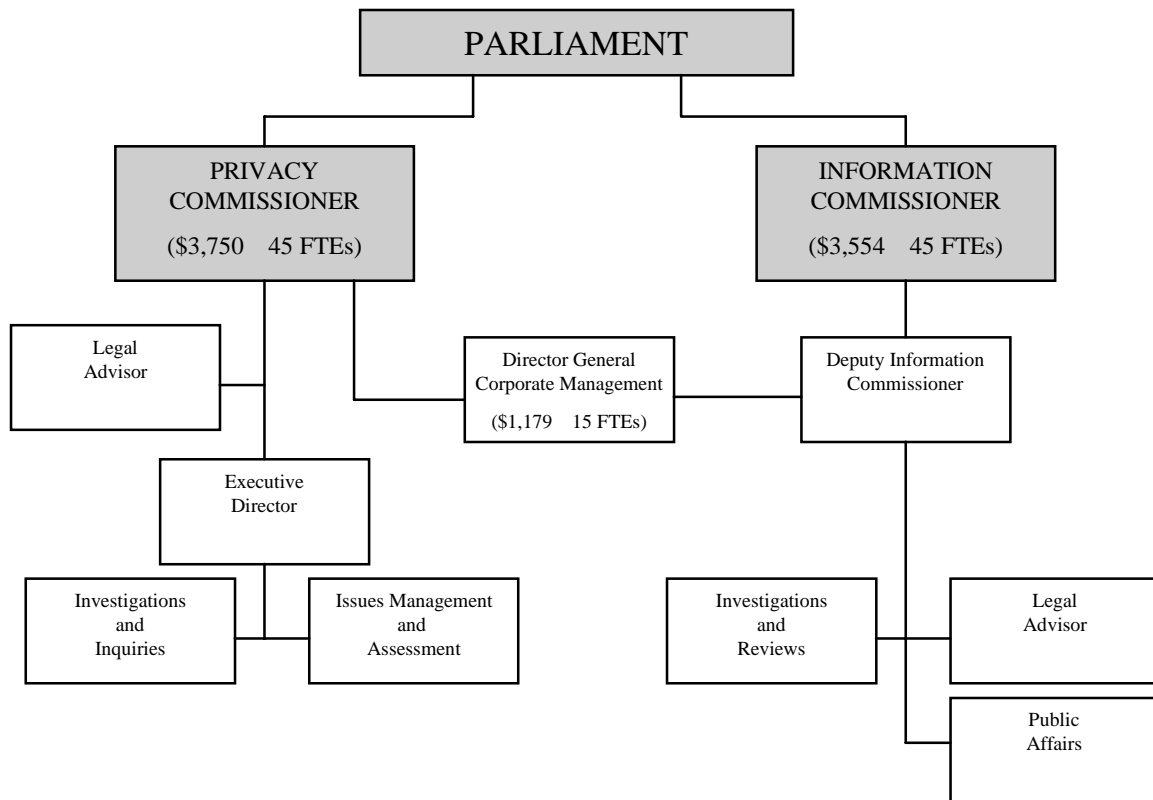 PARLIAMENT
PRIVACY
COMMISSIONER
($3,750 45 FTEs)
INFORMATION
COMMISSIONER
($3,554 45 FTEs)
Legal
Advisor
Director General
Corporate Management
($1,179 15 FTEs)
Deputy Information
Commissioner
Executive
Director
Investigations
and
Inquiries
Issues Management
and
Assessment
Investigations
and
Reviews
Legal
Advisor
Public
Affairs